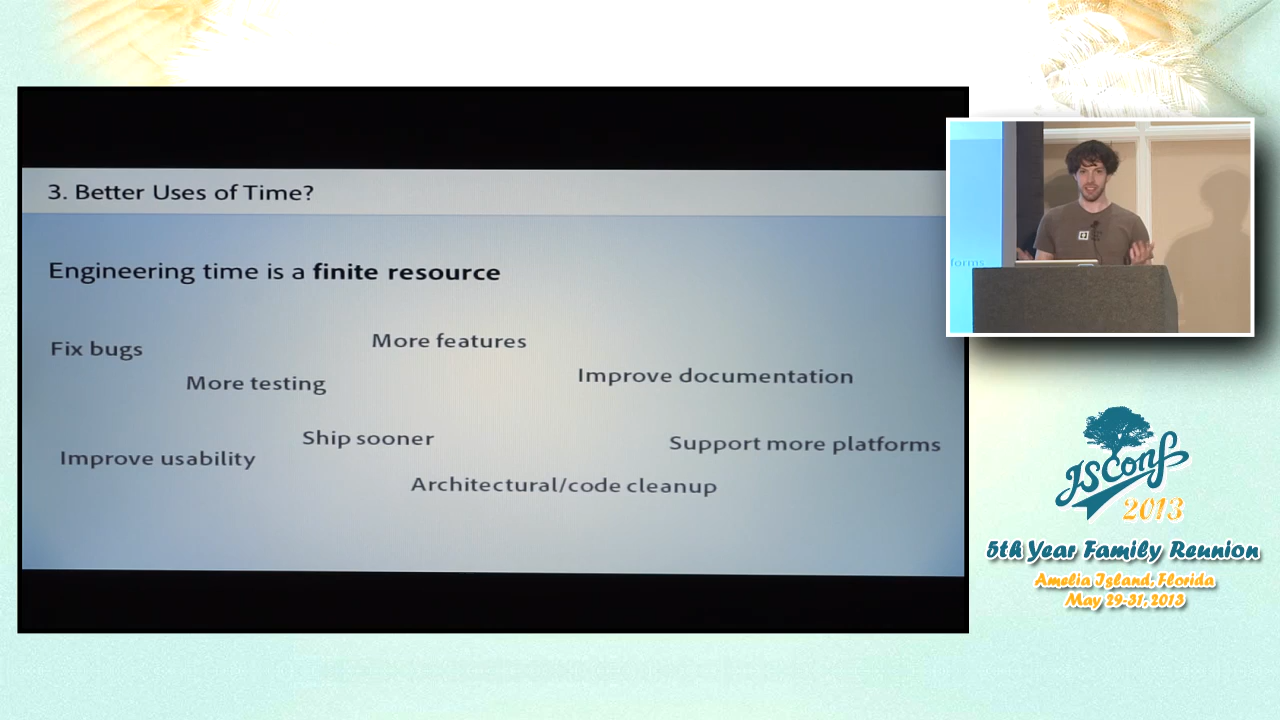 3. Better Uses of Time?
Engineering time is a finite resource
Fix bugs
More features
More testing
Improve documentation
Ship sooner
Improve usability
Support more platforms
Architectural/code cleanup
forms
JSConf
2013
5th Year Family Reunion
Amelia Island, Florida
May 29-31, 2013